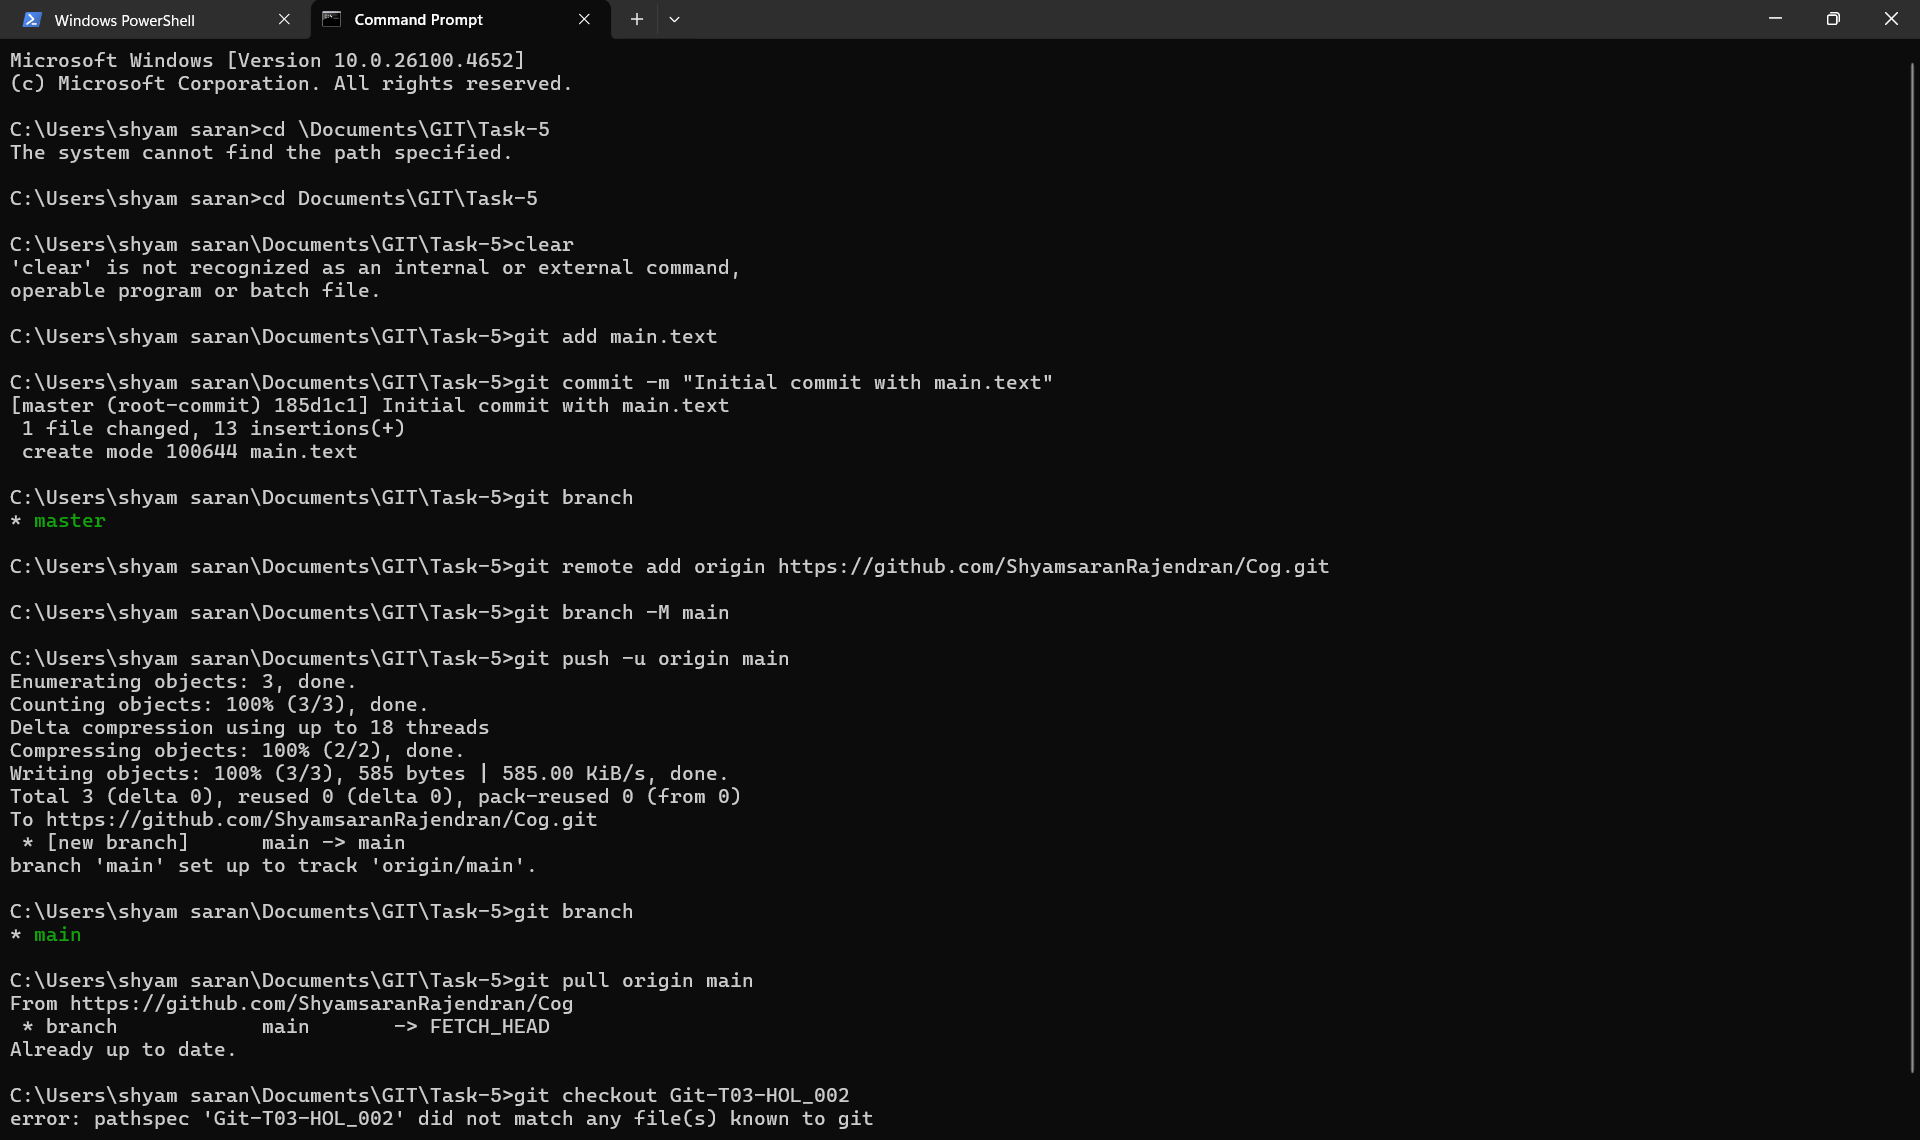 Windows PowerShell
Command Prompt
Microsoft Windows [Version 10.0.26100.4652]
(c) Microsoft Corporation. All rights reserved.
C:\Users\shyam saran>cd \Documents\GIT\Task-5
The system cannot find the path specified.
C:\Users\shyam saran>cd Documents\GIT\Task-5
C:\Users\shyam saran\Documents\GIT\Task-5>clear
'clear' is not recognized as an internal or external command,
operable program or batch file.
C:\Users\shyam saran\Documents\GIT\Task-5>git add main.text
C:\Users\shyam saran\Documents\GIT\Task-5>git commit -m "Initial commit with main.text"
[master (root-commit) 185d1c1] Initial commit with main.text
 1 file changed, 13 insertions(+)
 create mode 100644 main.text
C:\Users\shyam saran\Documents\GIT\Task-5>git branch
* master
C:\Users\shyam saran\Documents\GIT\Task-5>git remote add origin https://github.com/ShyamsaranRajendran/Cog.git
C:\Users\shyam saran\Documents\GIT\Task-5>git branch -M main
C:\Users\shyam saran\Documents\GIT\Task-5>git push -u origin main
Enumerating objects: 3, done.
Counting objects: 100% (3/3), done.
Delta compression using up to 18 threads
Compressing objects: 100% (2/2), done.
Writing objects: 100% (3/3), 585 bytes | 585.00 KiB/s, done.
Total 3 (delta 0), reused 0 (delta 0), pack-reused 0 (from 0)
To https://github.com/ShyamsaranRajendran/Cog.git
 * [new branch]      main -> main
branch 'main' set up to track 'origin/main'.
C:\Users\shyam saran\Documents\GIT\Task-5>git branch
* main
C:\Users\shyam saran\Documents\GIT\Task-5>git pull origin main
From https://github.com/ShyamsaranRajendran/Cog
 * branch            main       -> FETCH_HEAD
Already up to date.
C:\Users\shyam saran\Documents\GIT\Task-5>git checkout Git-T03-HOL_002
error: pathspec 'Git-T03-HOL_002' did not match any file(s) known to git